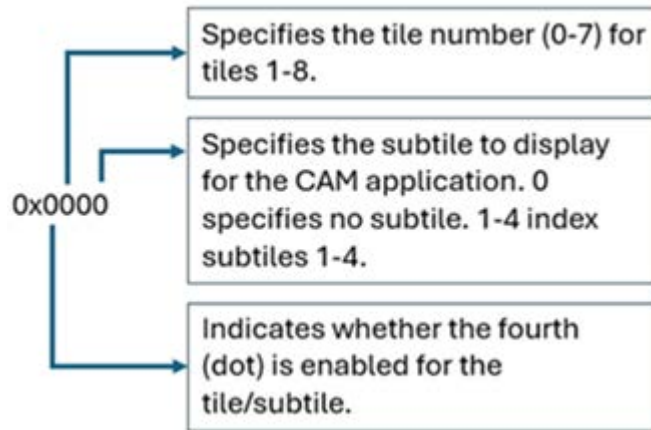 Specifies the tile number (0-7) for
tiles 1-8.
Specifies the subtile to display
for the CAM application. 0
specifies no subtile. 1-4 index
subtiles 1-4.
0x0000
Indicates whether the fourth
(dot) is enabled for the
tile/subtile.